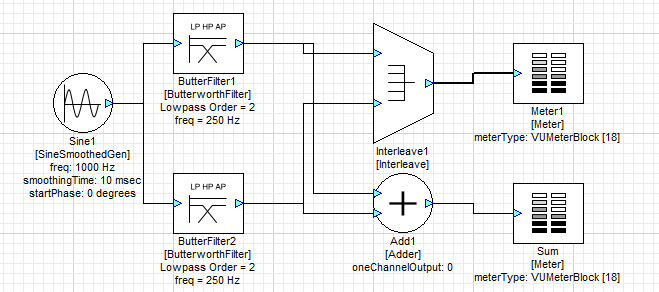 LP HP AP
ButterFilter1
[ButterworthFilter]
Lowpass Order = 2
freq = 250 Hz
Sine1
[SineSmoothedGen]
freq: 1000 Hz
smoothingTime: 10 msec
startPhase: 0 degrees
LP HP AP
ButterFilter2
[ButterworthFilter]
Lowpass Order = 2
freq = 250 Hz
Interleave1
[Interleave]
Add1
[Adder]
oneChannelOutput: 0
Meter1
[Meter]
meterType: VUMeterBlock [18]
Sum
[Meter]
meterType: VUMeterBlock [18]